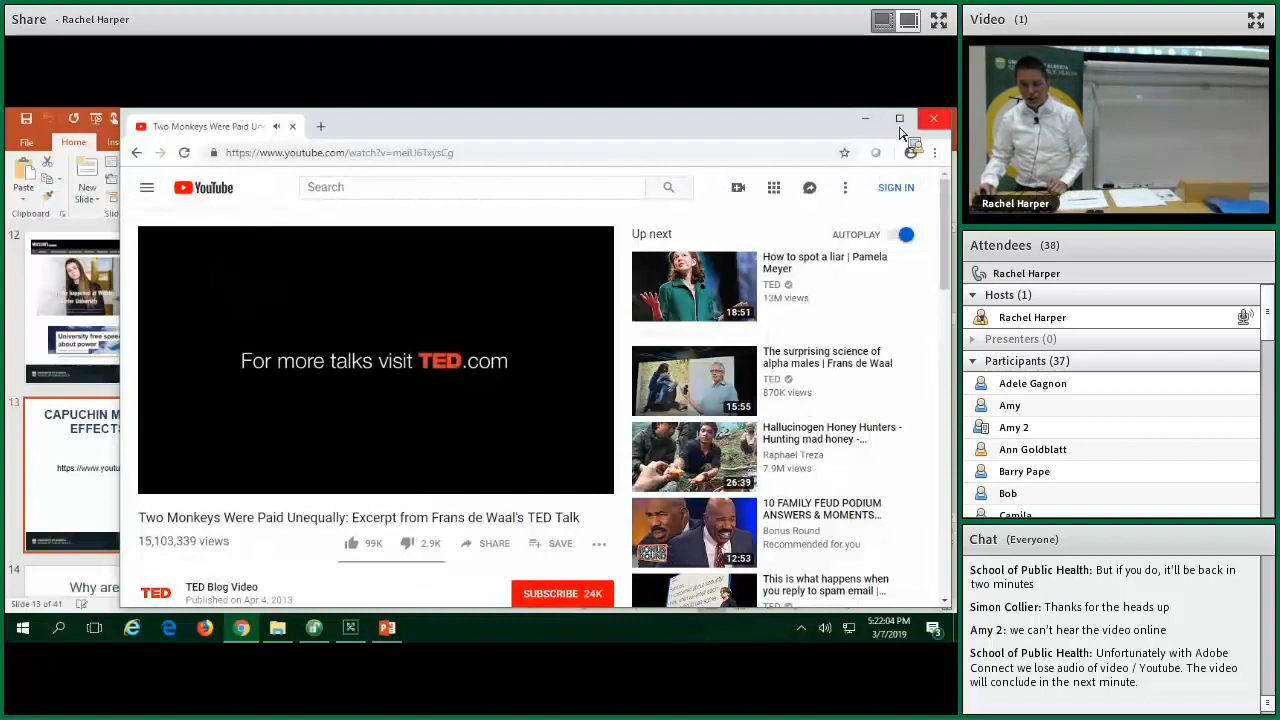 Share - Rachel Harper
Video (1)
Rachel Harper
Attendees (38)
Rachel Harper
Hosts (1)
Rachel Harper
Presenters (0)
Participants (37)
Adele Gagnon
Amy
Amy 2
Ann Goldblatt
Barry Pape
Bob
Camila
Chat (Everyone)
School of Public Health: But if you do, it'll be back in
two minutes
Simon Collier: Thanks for the heads up
Amy 2: we can't hear the video online
School of Public Health: Unfortunately with Adobe
Connect we lose audio of video / Youtube. The video
will conclude in the next minute.
File
Home
Paste
New
Slide
Clipboard
12
University free speech
about power
13
CAPUCHIN M
EFFECTS
https://www.youtu
14
Why are
Slide 13 of 41
Two Monkeys Were Paid Un
YouTube
Search
SIGN IN
For more talks visit TED.com
Two Monkeys Were Paid Unequally: Excerpt from Frans de Waal's TED Talk
15,103,339 views
99K
2.9K
SHARE
SAVE
TED
TED Blog Video
Published on Apr 4, 2013
SUBSCRIBE 24K
Up next
AUTOPLAY
How to spot a liar | Pamela
Meyer
TED
13M views
18:51
The surprising science of
alpha males | Frans de Waal
TED
870K views
15:55
Hallucinogen Honey Hunters -
Hunting mad honey -...
Raphael Treza
7.9M views
26:39
10 FAMILY FEUD PODIUM
ANSWERS & MOMENTS...
Bonus Round
Recommended for you
12:53
This is what happens when
you reply to spam email |...
TED
5:22:04 PM
3/7/2019
3